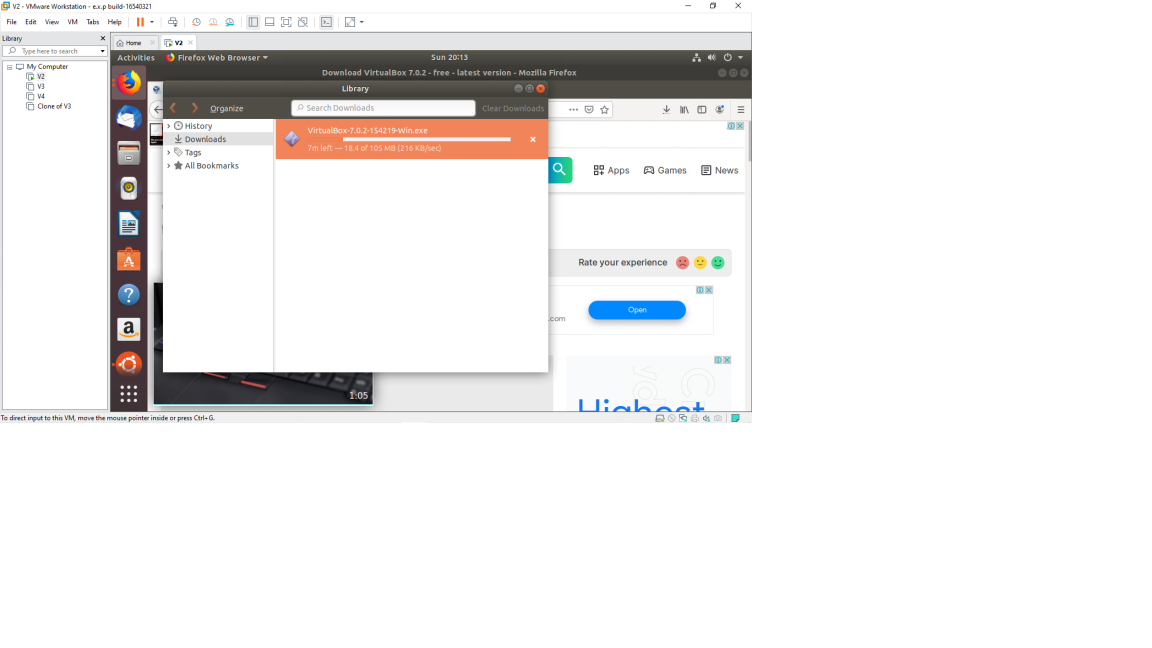 V2 - VMware Workstation - e.x.p build-16540321
File Edit View VM Tabs Help
Library
Type here to search
My Computer
V2
V3
V4
Clone of V3
Home
V2
Activities
Firefox Web Browser
Sun 20:13
Download VirtualBox 7.0.2 - free - latest version - Mozilla Firefox
Library
Organize
Search Downloads
Clear Downloads
History
Downloads
Tags
All Bookmarks
VirtualBox-7.0.2-154219-Win.exe
7m left — 18.4 of 105 MB (216 KB/sec)
Apps
Games
News
Rate your experience
Open
.com
1:05
Highest
To direct input to this VM, move the mouse pointer inside or press Ctrl+G.